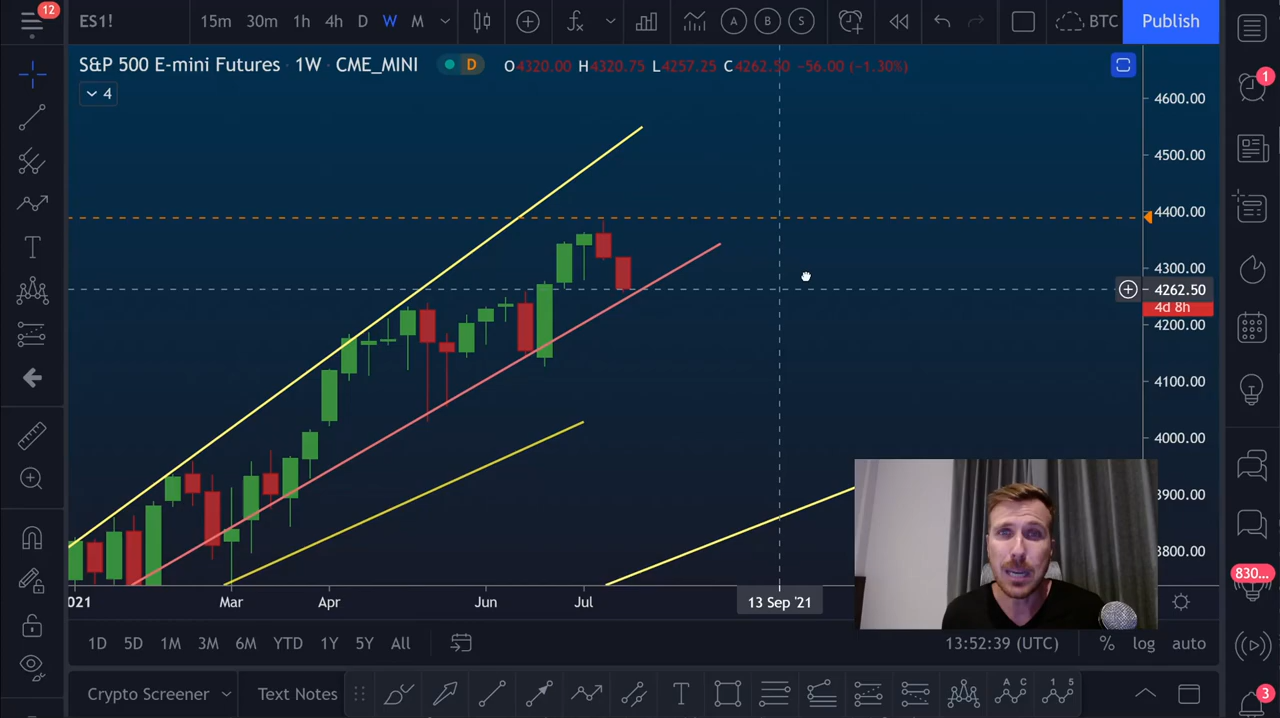 12
ES1!
15m 30m 1h 4h D W M
A B S
BTC
Publish
S&P 500 E-mini Futures · 1W · CME_MINI
D
O4320.00 H4320.75 L4257.25 C4262.50 −56.00 (−1.30%)
4
1
4600.00
4500.00
4400.00
4300.00
4262.50
4d 8h
4200.00
4100.00
4000.00
3900.00
3800.00
830...
2021 Mar Apr Jun Jul 13 Sep '21
1D 5D 1M 3M 6M YTD 1Y 5Y All
13:52:39 (UTC) % log auto
Crypto Screener Text Notes
A C
1 5
3